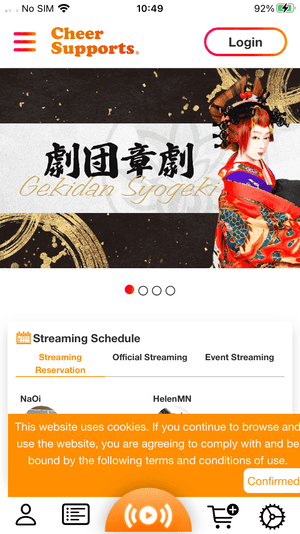 No SIM 10:49 92%
Cheer
Supports.
Login
劇団章劇
Gekidan Syogeki
Streaming Schedule
Streaming
Reservation
Official Streaming
Event Streaming
NaOi
HelenMN
This website uses cookies. If you continue to browse and
use the website, you are agreeing to comply with and be
bound by the following terms and conditions of use.
Confirmed